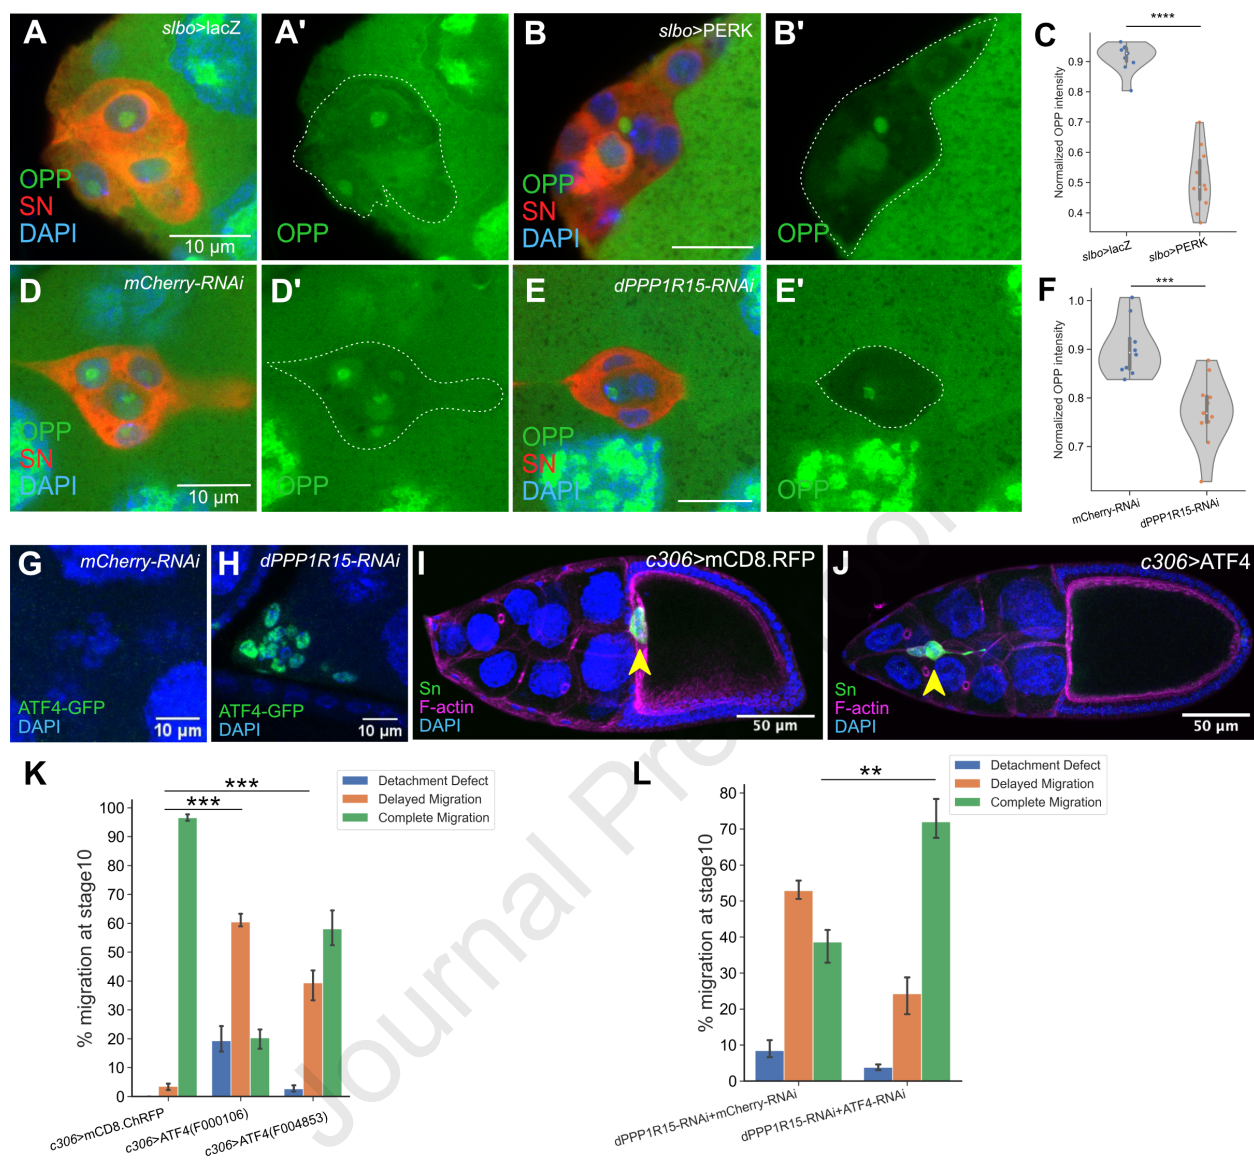 A
slbo>lacZ
OPP
SN
DAPI
10 µm
A'
OPP
B
slbo>PERK
OPP
SN
DAPI
B'
OPP
C
****
Normalized OPP intensity
0.9
0.8
0.7
0.6
0.5
0.4
slbo>lacZ
slbo>PERK
D
mCherry-RNAi
OPP
SN
DAPI
10 µm
D'
OPP
E
dPPP1R15-RNAi
OPP
SN
DAPI
E'
OPP
F
***
Normalized OPP intensity
1.0
0.9
0.8
0.7
mCherry-RNAi
dPPP1R15-RNAi
G
mCherry-RNAi
ATF4-GFP
DAPI
10 µm
H
dPPP1R15-RNAi
ATF4-GFP
DAPI
10 µm
I
c306>mCD8.RFP
Sn
F-actin
DAPI
50 µm
J
c306>ATF4
Sn
F-actin
DAPI
50 µm
K
Detachment Defect
Delayed Migration
Complete Migration
***
***
% migration at stage10
100
90
80
70
60
50
40
30
20
10
0
c306>mCD8.ChRFP
c306>ATF4(F000106)
c306>ATF4(F004853)
L
Detachment Defect
Delayed Migration
Complete Migration
**
% migration at stage10
80
70
60
50
40
30
20
10
0
dPPP1R15-RNAi+mCherry-RNAi
dPPP1R15-RNAi+ATF4-RNAi